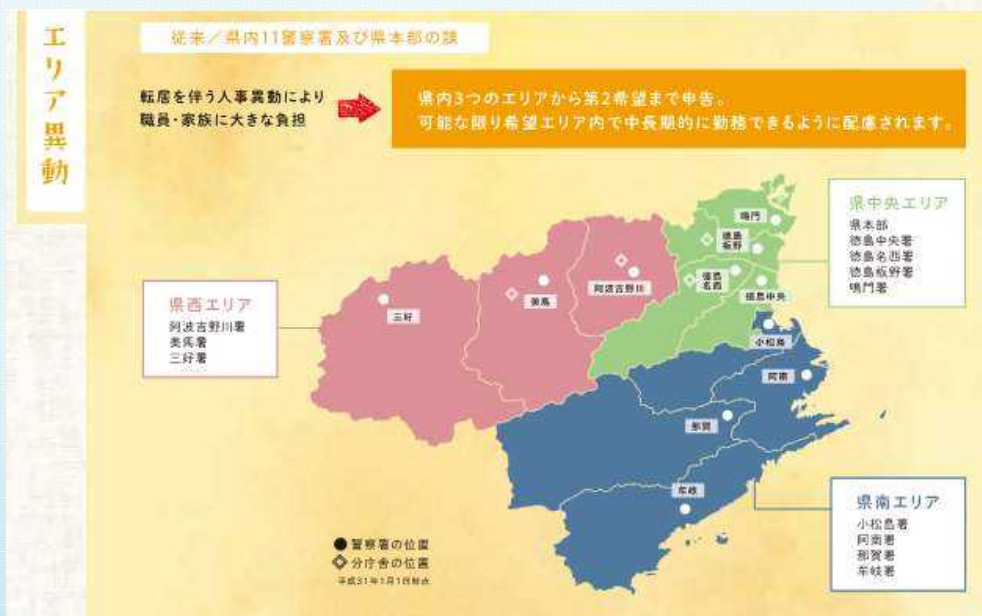 エリア異動
従来/県内11警察署及び県本部の課
転居を伴う人事異動により
職員・家族に大きな負担
県内3つのエリアから第2希望まで申告。
可能な限り希望エリア内で中長期的に勤務できるように配慮されます。
県中央エリア
県本部
徳島中央署
徳島名西署
徳島板野署
鳴門署
鳴門
徳島
板野
徳島
名西
徳島中央
阿波吉野川
美馬
三好
小松島
阿南
那賀
牟岐
県西エリア
阿波吉野川署
美馬署
三好署
県南エリア
小松島署
阿南署
那賀署
牟岐署
警察署の位置
分庁舎の位置
平成31年1月1日時点